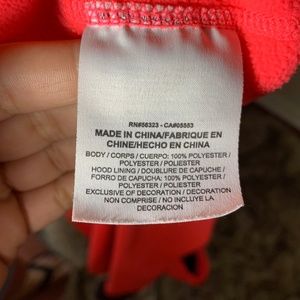 RN#56323 - CA#05553
MADE IN CHINA/FABRIQUE EN
CHINE/HECHO EN CHINA
BODY / CORPS / CUERPO: 100% POLYESTER /
POLYESTER / POLIESTER
HOOD LINING / DOUBLURE DE CAPUCHE /
FORRO DE CAPUCHA: 100% POLYESTER /
POLYESTER / POLIESTER
EXCLUSIVE OF DECORATION / DECORATION
NON COMPRISE / NO INCLUYE LA
DECORACION